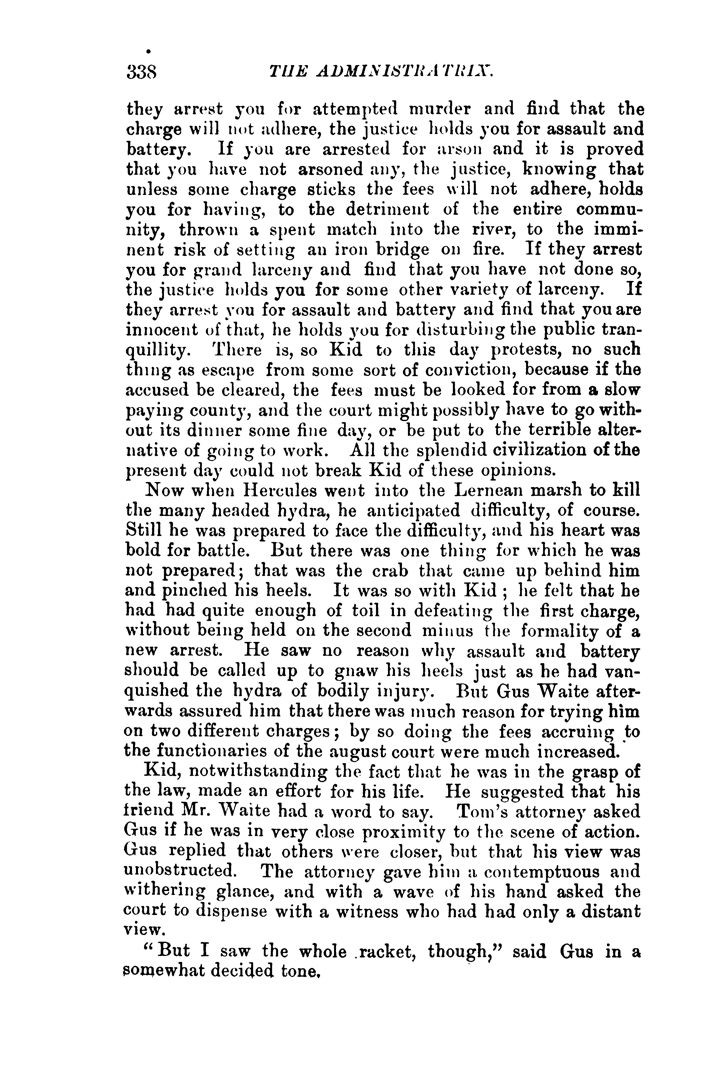 338 THE ADMINISTRATRIX.
they arrest you for attempted murder and find that the
charge will not adhere, the justice holds you for assault and
battery. If you are arrested for arson and it is proved
that you have not arsoned any, the justice, knowing that
unless some charge sticks the fees will not adhere, holds
you for having, to the detriment of the entire commu-
nity, thrown a spent match into the river, to the immi-
nent risk of setting an iron bridge on fire. If they arrest
you for grand larceny and find that you have not done so,
the justice holds you for some other variety of larceny. If
they arrest you for assault and battery and find that you are
innocent of that, he holds you for disturbing the public tran-
quillity. There is, so Kid to this day protests, no such
thing as escape from some sort of conviction, because if the
accused be cleared, the fees must be looked for from a slow
paying county, and the court might possibly have to go with-
out its dinner some fine day, or be put to the terrible alter-
native of going to work. All the splendid civilization of the
present day could not break Kid of these opinions.
Now when Hercules went into the Lernean marsh to kill
the many headed hydra, he anticipated difficulty, of course.
Still he was prepared to face the difficulty, and his heart was
bold for battle. But there was one thing for which he was
not prepared; that was the crab that came up behind him
and pinched his heels. It was so with Kid; he felt that he
had had quite enough of toil in defeating the first charge,
without being held on the second minus the formality of a
new arrest. He saw no reason why assault and battery
should be called up to gnaw his heels just as he had van-
quished the hydra of bodily injury. But Gus Waite after-
wards assured him that there was much reason for trying him
on two different charges; by so doing the fees accruing to
the functionaries of the august court were much increased.
Kid, notwithstanding the fact that he was in the grasp of
the law, made an effort for his life. He suggested that his
friend Mr. Waite had a word to say. Tom's attorney asked
Gus if he was in very close proximity to the scene of action.
Gus replied that others were closer, but that his view was
unobstructed. The attorney gave him a contemptuous and
withering glance, and with a wave of his hand asked the
court to dispense with a witness who had had only a distant
view.
"But I saw the whole racket, though," said Gus in a
somewhat decided tone.